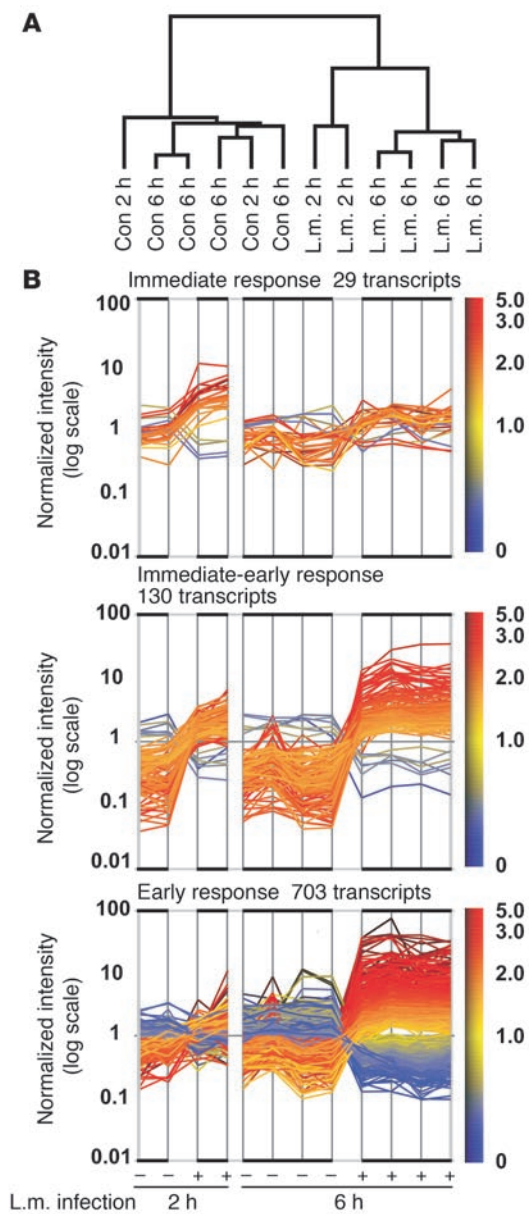 A
Con 2 h
Con 6 h
Con 6 h
Con 6 h
Con 2 h
Con 6 h
L.m. 2 h
L.m. 2 h
L.m. 6 h
L.m. 6 h
L.m. 6 h
L.m. 6 h
B
Immediate response 29 transcripts
Normalized intensity
(log scale)
100
10
1
0.1
0.01
5.0
3.0
2.0
1.0
0
Immediate-early response
130 transcripts
Normalized intensity
(log scale)
100
10
1
0.1
0.01
5.0
3.0
2.0
1.0
0
Early response 703 transcripts
Normalized intensity
(log scale)
100
10
1
0.1
0.01
5.0
3.0
2.0
1.0
0
− − + + − − − − + + + +
L.m. infection 2 h 6 h